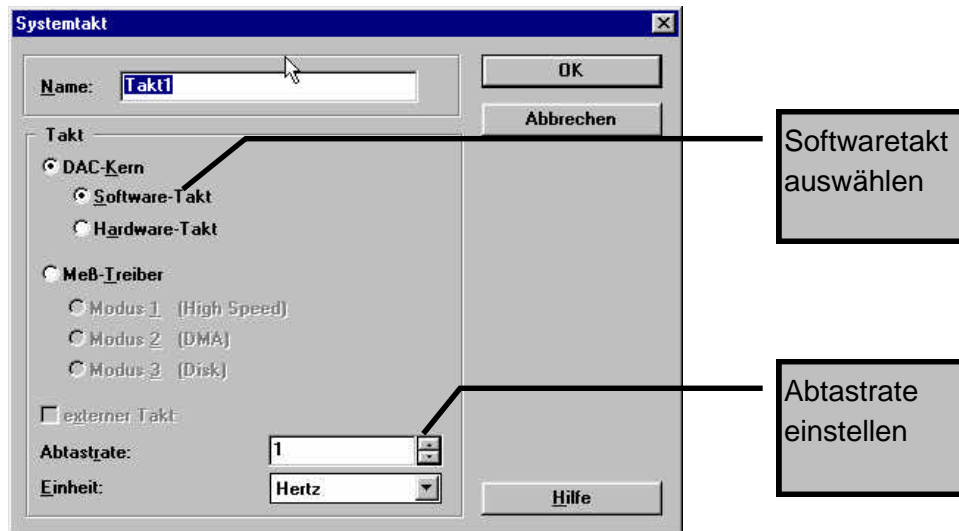 Systemtakt
Name: Takt1
OK
Abbrechen
Takt
DAC-Kern
Software-Takt
Hardware-Takt
Meß-Treiber
Modus 1 (High Speed)
Modus 2 (DMA)
Modus 3 (Disk)
externer Takt
Abtastrate: 1
Einheit: Hertz
Hilfe
Softwaretakt
auswählen
Abtastrate
einstellen